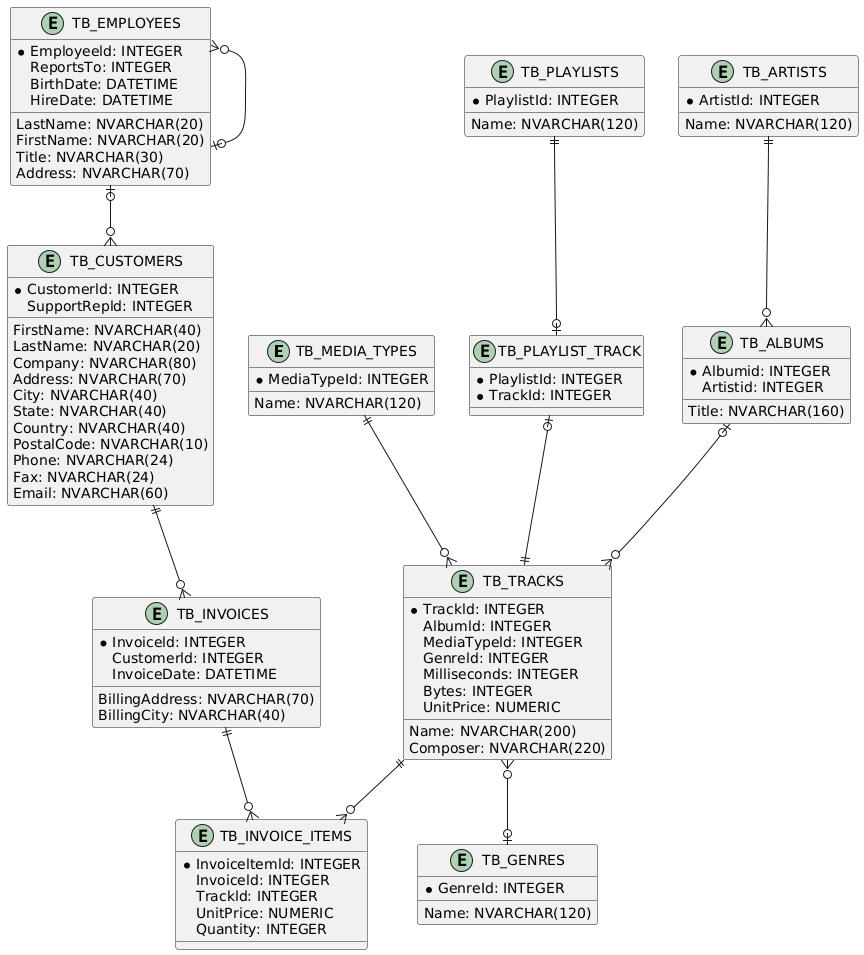 E TB_EMPLOYEES
* EmployeeId: INTEGER
ReportsTo: INTEGER
BirthDate: DATETIME
HireDate: DATETIME
LastName: NVARCHAR(20)
FirstName: NVARCHAR(20)
Title: NVARCHAR(30)
Address: NVARCHAR(70)
E TB_PLAYLISTS
* PlaylistId: INTEGER
Name: NVARCHAR(120)
E TB_ARTISTS
* ArtistId: INTEGER
Name: NVARCHAR(120)
E TB_CUSTOMERS
* CustomerId: INTEGER
SupportRepId: INTEGER
FirstName: NVARCHAR(40)
LastName: NVARCHAR(20)
Company: NVARCHAR(80)
Address: NVARCHAR(70)
City: NVARCHAR(40)
State: NVARCHAR(40)
Country: NVARCHAR(40)
PostalCode: NVARCHAR(10)
Phone: NVARCHAR(24)
Fax: NVARCHAR(24)
Email: NVARCHAR(60)
E TB_MEDIA_TYPES
* MediaTypeId: INTEGER
Name: NVARCHAR(120)
E TB_PLAYLIST_TRACK
* PlaylistId: INTEGER
* TrackId: INTEGER
E TB_ALBUMS
* Albumid: INTEGER
Artistid: INTEGER
Title: NVARCHAR(160)
E TB_INVOICES
* InvoiceId: INTEGER
CustomerId: INTEGER
InvoiceDate: DATETIME
BillingAddress: NVARCHAR(70)
BillingCity: NVARCHAR(40)
E TB_TRACKS
* TrackId: INTEGER
AlbumId: INTEGER
MediaTypeId: INTEGER
GenreId: INTEGER
Milliseconds: INTEGER
Bytes: INTEGER
UnitPrice: NUMERIC
Name: NVARCHAR(200)
Composer: NVARCHAR(220)
E TB_INVOICE_ITEMS
* InvoiceItemId: INTEGER
InvoiceId: INTEGER
TrackId: INTEGER
UnitPrice: NUMERIC
Quantity: INTEGER
E TB_GENRES
* GenreId: INTEGER
Name: NVARCHAR(120)